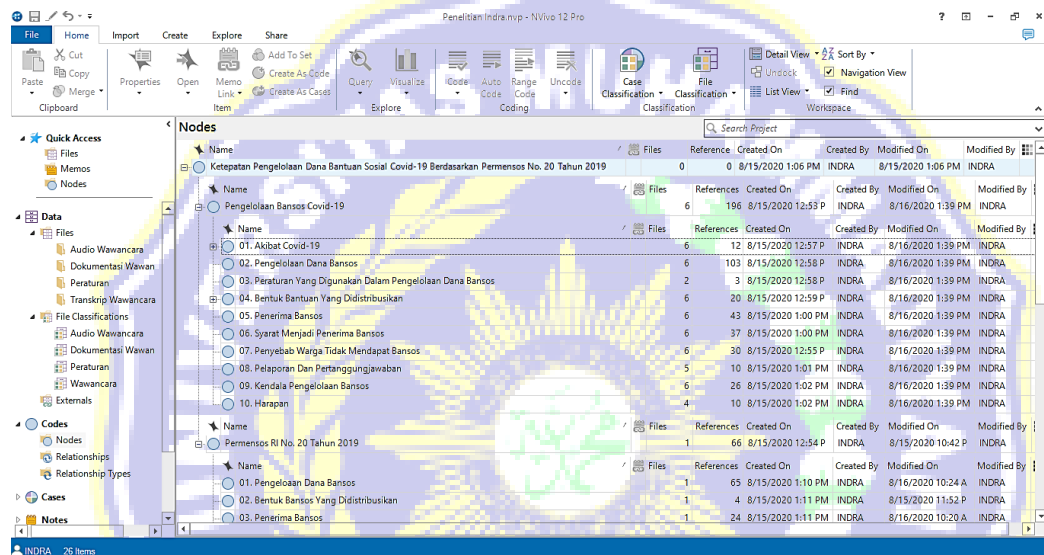 Penelitian Indra.nvp - NVivo 12 Pro
File Home Import Create Explore Share
Cut
Copy
Merge
Paste
Clipboard
Properties Open Memo Link
Add To Set
Create As Code
Create As Cases
Item
Query Visualize
Explore
Code Auto Code Range Code Uncode
Coding
Case Classification File Classification
Classification
Detail View Sort By
Undock Navigation View
List View Find
Workspace
Quick Access
Files
Memos
Nodes
Data
Files
Audio Wawancara
Dokumentasi Wawan
Peraturan
Transkrip Wawancara
File Classifications
Audio Wawancara
Dokumentasi Wawan
Peraturan
Wawancara
Externals
Codes
Nodes
Relationships
Relationship Types
Cases
Notes
Nodes Search Project
Name Files Reference Created On Created By Modified On Modified By
Ketepatan Pengelolaan Dana Bantuan Sosial Covid-19 Berdasarkan Permensos No. 20 Tahun 2019 0 0 8/15/2020 1:06 PM INDRA 8/15/2020 1:06 PM INDRA
Name Files References Created On Created By Modified On Modified By
Pengelolaan Bansos Covid-19 6 196 8/15/2020 12:53 P INDRA 8/16/2020 1:39 PM INDRA
Name Files References Created On Created By Modified On Modified By
01. Akibat Covid-19 6 12 8/15/2020 12:57 P INDRA 8/16/2020 1:39 PM INDRA
02. Pengelolaan Dana Bansos 6 103 8/15/2020 12:58 P INDRA 8/16/2020 1:39 PM INDRA
03. Peraturan Yang Digunakan Dalam Pengelolaan Dana Bansos 2 3 8/15/2020 12:58 P INDRA 8/16/2020 1:39 PM INDRA
04. Bentuk Bantuan Yang Didistribusikan 6 20 8/15/2020 12:59 P INDRA 8/16/2020 1:39 PM INDRA
05. Penerima Bansos 6 43 8/15/2020 1:00 PM INDRA 8/16/2020 1:39 PM INDRA
06. Syarat Menjadi Penerima Bansos 6 37 8/15/2020 1:00 PM INDRA 8/16/2020 1:39 PM INDRA
07. Penyebab Warga Tidak Mendapat Bansos 6 30 8/15/2020 12:55 P INDRA 8/16/2020 1:39 PM INDRA
08. Pelaporan Dan Pertanggungjawaban 5 10 8/15/2020 1:01 PM INDRA 8/16/2020 1:39 PM INDRA
09. Kendala Pengelolaan Bansos 6 26 8/15/2020 1:02 PM INDRA 8/16/2020 1:39 PM INDRA
10. Harapan 4 10 8/15/2020 1:02 PM INDRA 8/16/2020 1:39 PM INDRA
Name Files References Created On Created By Modified On Modified By
Permensos RI No. 20 Tahun 2019 1 66 8/15/2020 12:54 P INDRA 8/15/2020 10:42 P INDRA
Name Files References Created On Created By Modified On Modified By
01. Pengeloaan Dana Bansos 1 65 8/15/2020 1:10 PM INDRA 8/16/2020 10:24 A INDRA
02. Bentuk Bansos Yang Didistribusikan 1 4 8/15/2020 1:11 PM INDRA 8/15/2020 11:52 P INDRA
03. Penerima Bansos 1 24 8/15/2020 1:11 PM INDRA 8/16/2020 10:20 A INDRA
INDRA 26 Items